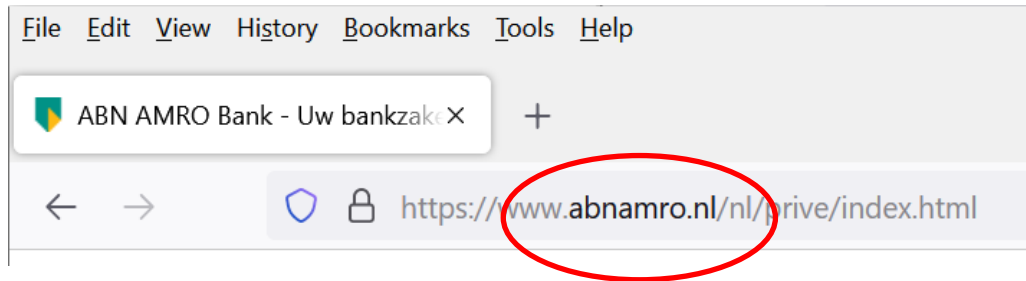 File Edit View History Bookmarks Tools Help
ABN AMRO Bank - Uw bankzake
https://www.abnamro.nl/nl/prive/index.html